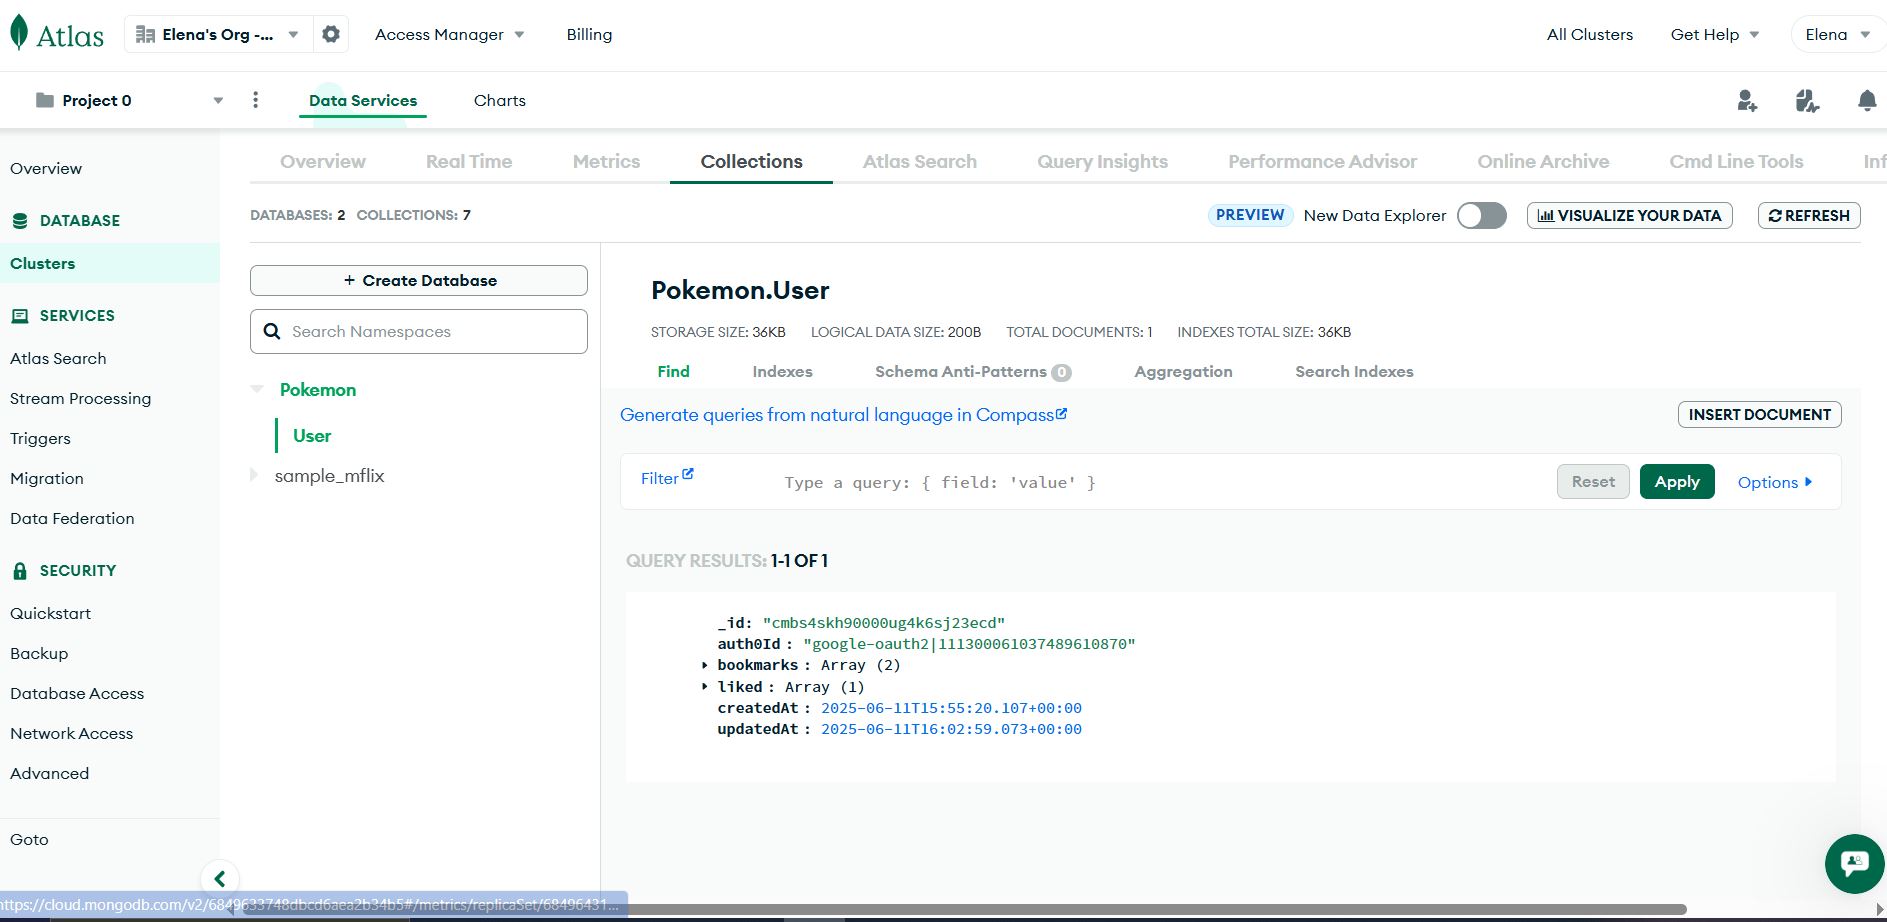 Atlas Elena's Org -... Access Manager Billing All Clusters Get Help Elena
Project 0 Data Services Charts
Overview
DATABASE
Clusters
SERVICES
Atlas Search
Stream Processing
Triggers
Migration
Data Federation
SECURITY
Quickstart
Backup
Database Access
Network Access
Advanced
Goto
Overview Real Time Metrics Collections Atlas Search Query Insights Performance Advisor Online Archive Cmd Line Tools Inf
DATABASES: 2 COLLECTIONS: 7 PREVIEW New Data Explorer VISUALIZE YOUR DATA REFRESH
+ Create Database
Search Namespaces
Pokemon
User
sample_mflix
Pokemon.User
STORAGE SIZE: 36KB LOGICAL DATA SIZE: 200B TOTAL DOCUMENTS: 1 INDEXES TOTAL SIZE: 36KB
Find Indexes Schema Anti-Patterns 0 Aggregation Search Indexes
Generate queries from natural language in Compass INSERT DOCUMENT
Filter Type a query: { field: 'value' } Reset Apply Options
QUERY RESULTS: 1-1 OF 1
_id: "cmbs4skh90000ug4k6sj23ecd"
auth0Id : "google-oauth2|111300061037489610870"
bookmarks : Array (2)
liked : Array (1)
createdAt : 2025-06-11T15:55:20.107+00:00
updatedAt : 2025-06-11T16:02:59.073+00:00
https://cloud.mongodb.com/v2/6849633748dbcd6aea2b34b5#/metrics/replicaSet/68496431...